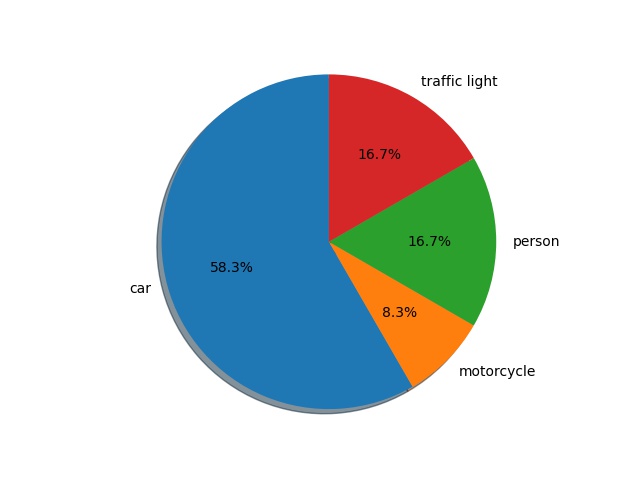 traffic light
16.7%
16.7%
person
58.3%
car
8.3%
motorcycle